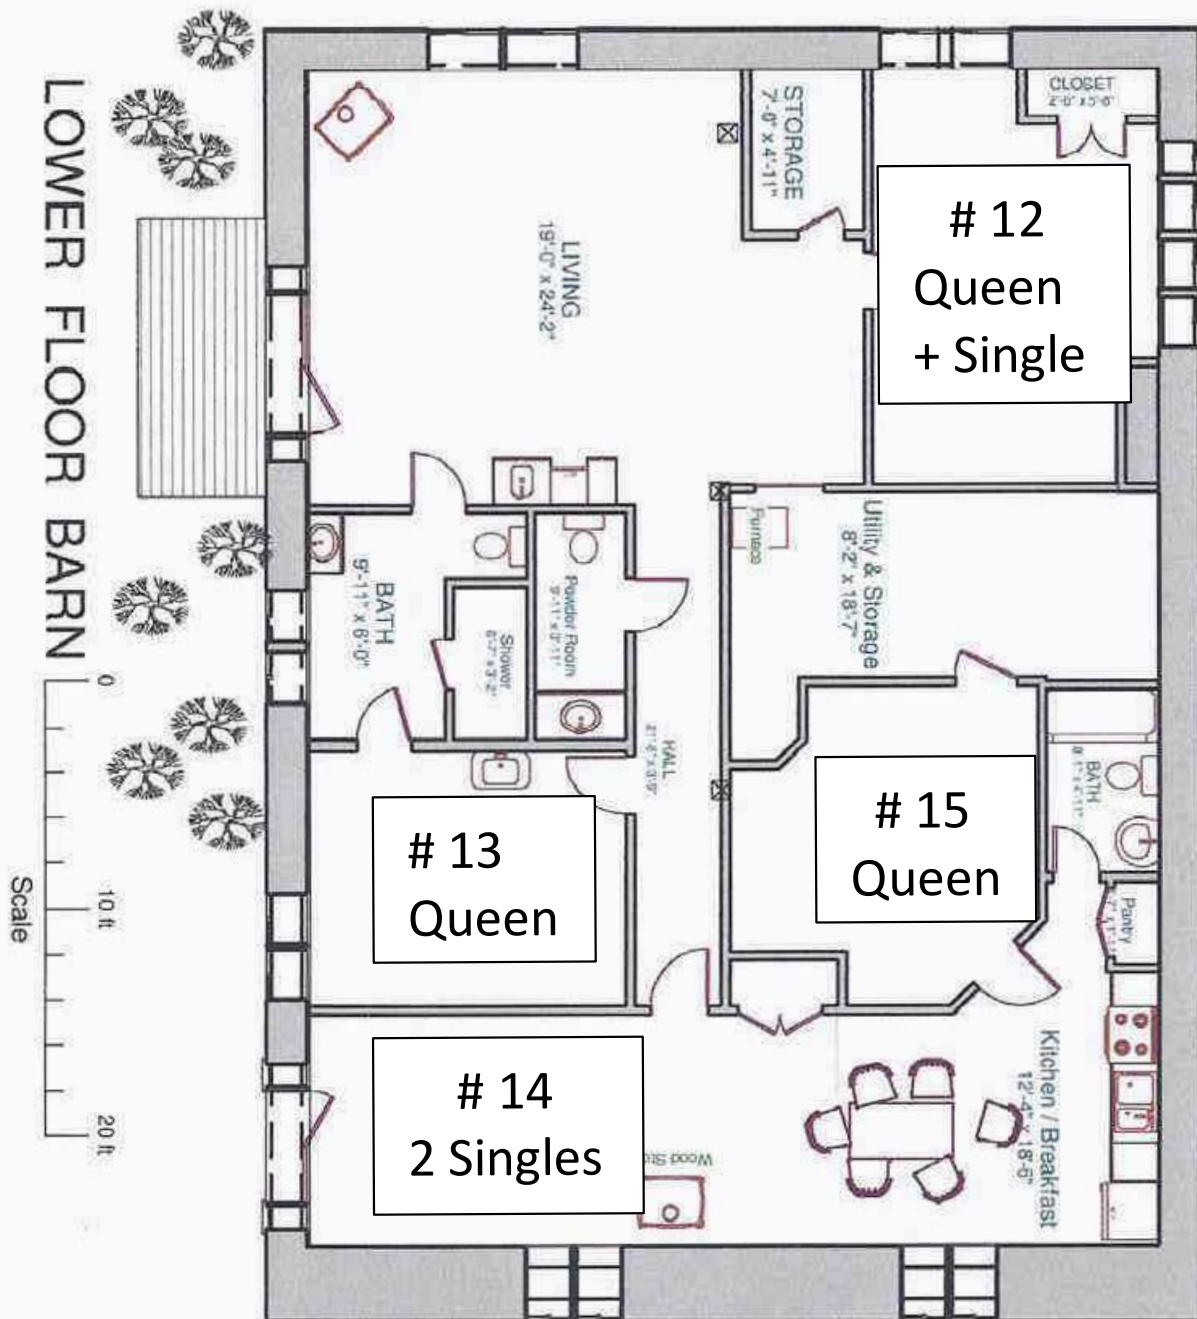 CLOSET
STORAGE
7'-0" x 4'-11"
# 12
Queen
+ Single
LIVING
19'-0" x 24'-2"
Utility & Storage
8'-2" x 18'-7"
Furnace
BATH
9'-11" x 6'-0"
Powder Room
Shower
HALL
BATH
# 13
Queen
# 15
Queen
Pantry
# 14
2 Singles
Kitchen / Breakfast
12'-4" x 18'-6"
Wood
LOWER FLOOR BARN
0
10 ft
20 ft
Scale